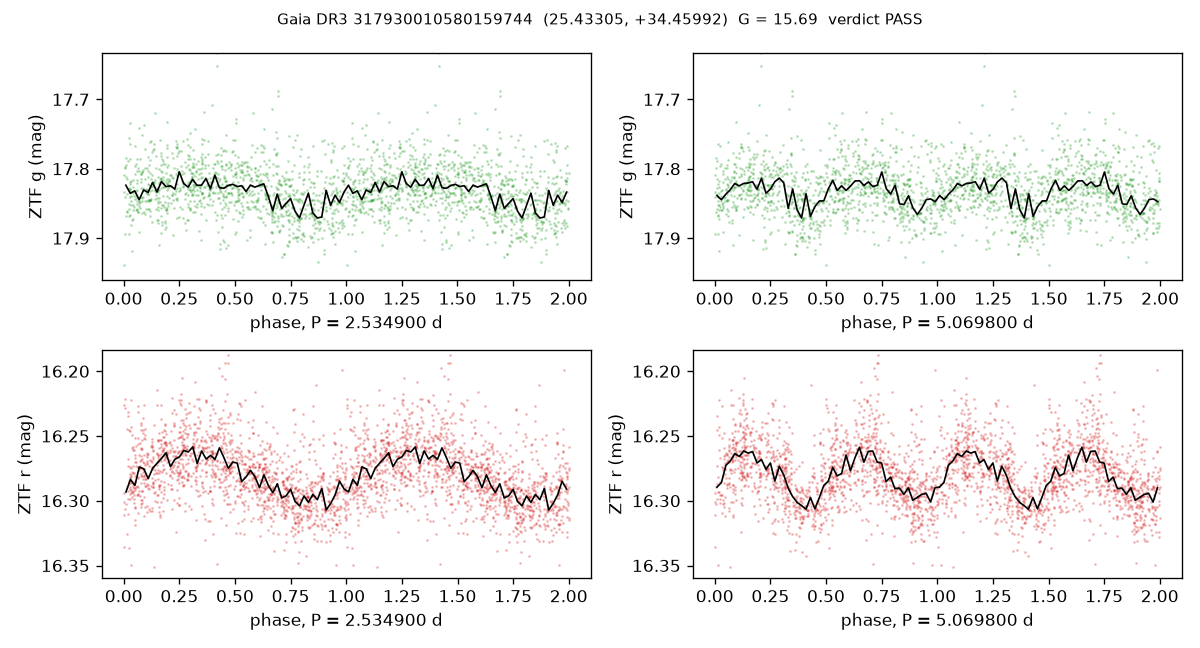 Gaia DR3 317930010580159744 (25.43305, +34.45992) G = 15.69 verdict PASS
ZTF g (mag)
17.7
17.8
17.9
0.00 0.25 0.50 0.75 1.00 1.25 1.50 1.75 2.00
phase, P = 2.534900 d
ZTF g (mag)
17.7
17.8
17.9
0.00 0.25 0.50 0.75 1.00 1.25 1.50 1.75 2.00
phase, P = 5.069800 d
ZTF r (mag)
16.20
16.25
16.30
16.35
0.00 0.25 0.50 0.75 1.00 1.25 1.50 1.75 2.00
phase, P = 2.534900 d
ZTF r (mag)
16.20
16.25
16.30
16.35
0.00 0.25 0.50 0.75 1.00 1.25 1.50 1.75 2.00
phase, P = 5.069800 d